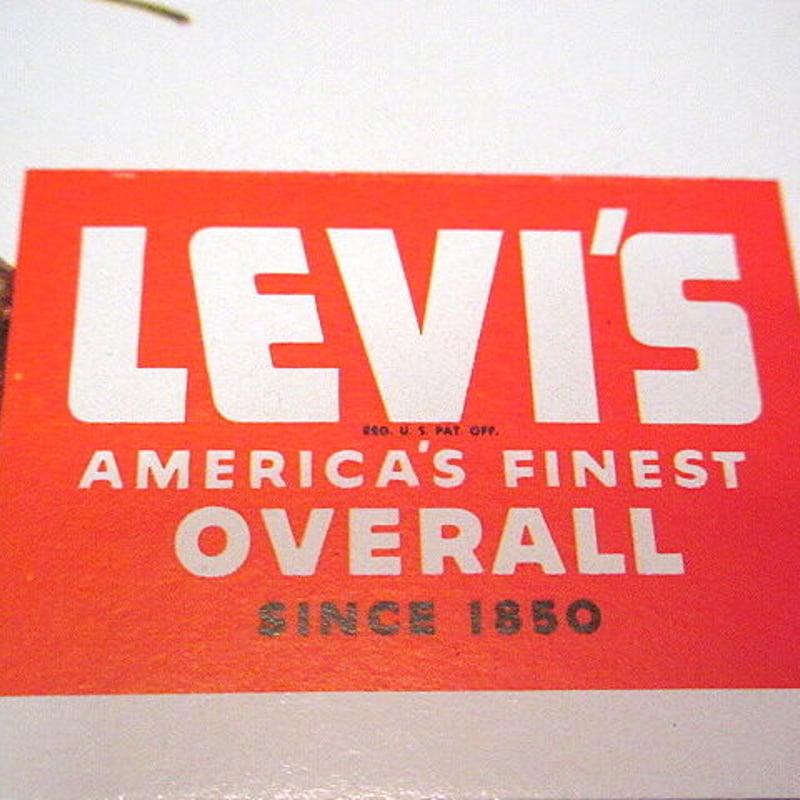 LEVI'S
REG. U. S. PAT. OFF.
AMERICA'S FINEST
OVERALL
SINCE 1850